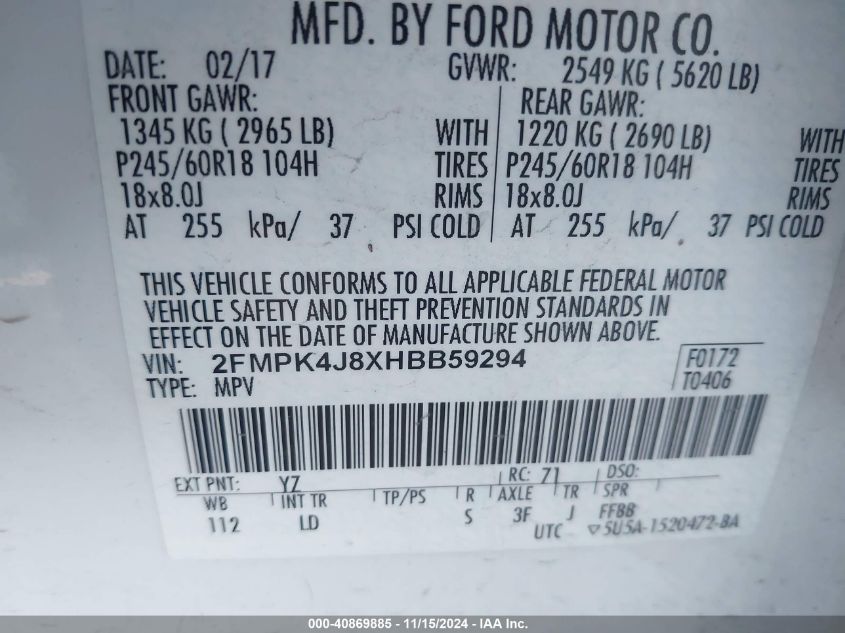 MFD. BY FORD MOTOR CO.
DATE: 02/17 GVWR: 2549 KG ( 5620 LB)
FRONT GAWR: REAR GAWR:
1345 KG ( 2965 LB) WITH 1220 KG ( 2690 LB) WITH
P245/60R18 104H TIRES P245/60R18 104H TIRES
18x8.0J RIMS 18x8.0J RIMS
AT 255 kPa/ 37 PSI COLD AT 255 kPa/ 37 PSI COLD
THIS VEHICLE CONFORMS TO ALL APPLICABLE FEDERAL MOTOR
VEHICLE SAFETY AND THEFT PREVENTION STANDARDS IN
EFFECT ON THE DATE OF MANUFACTURE SHOWN ABOVE.
VIN: 2FMPK4J8XHBB59294 F0172
TYPE: MPV T0406
EXT PNT: YZ RC: 71 DSO:
WB INT TR TP/PS R AXLE TR SPR
112 LD S 3F J FFBB
UTC ▽5U5A-1520472-BA
000-40869885 - 11/15/2024 - IAAI.com